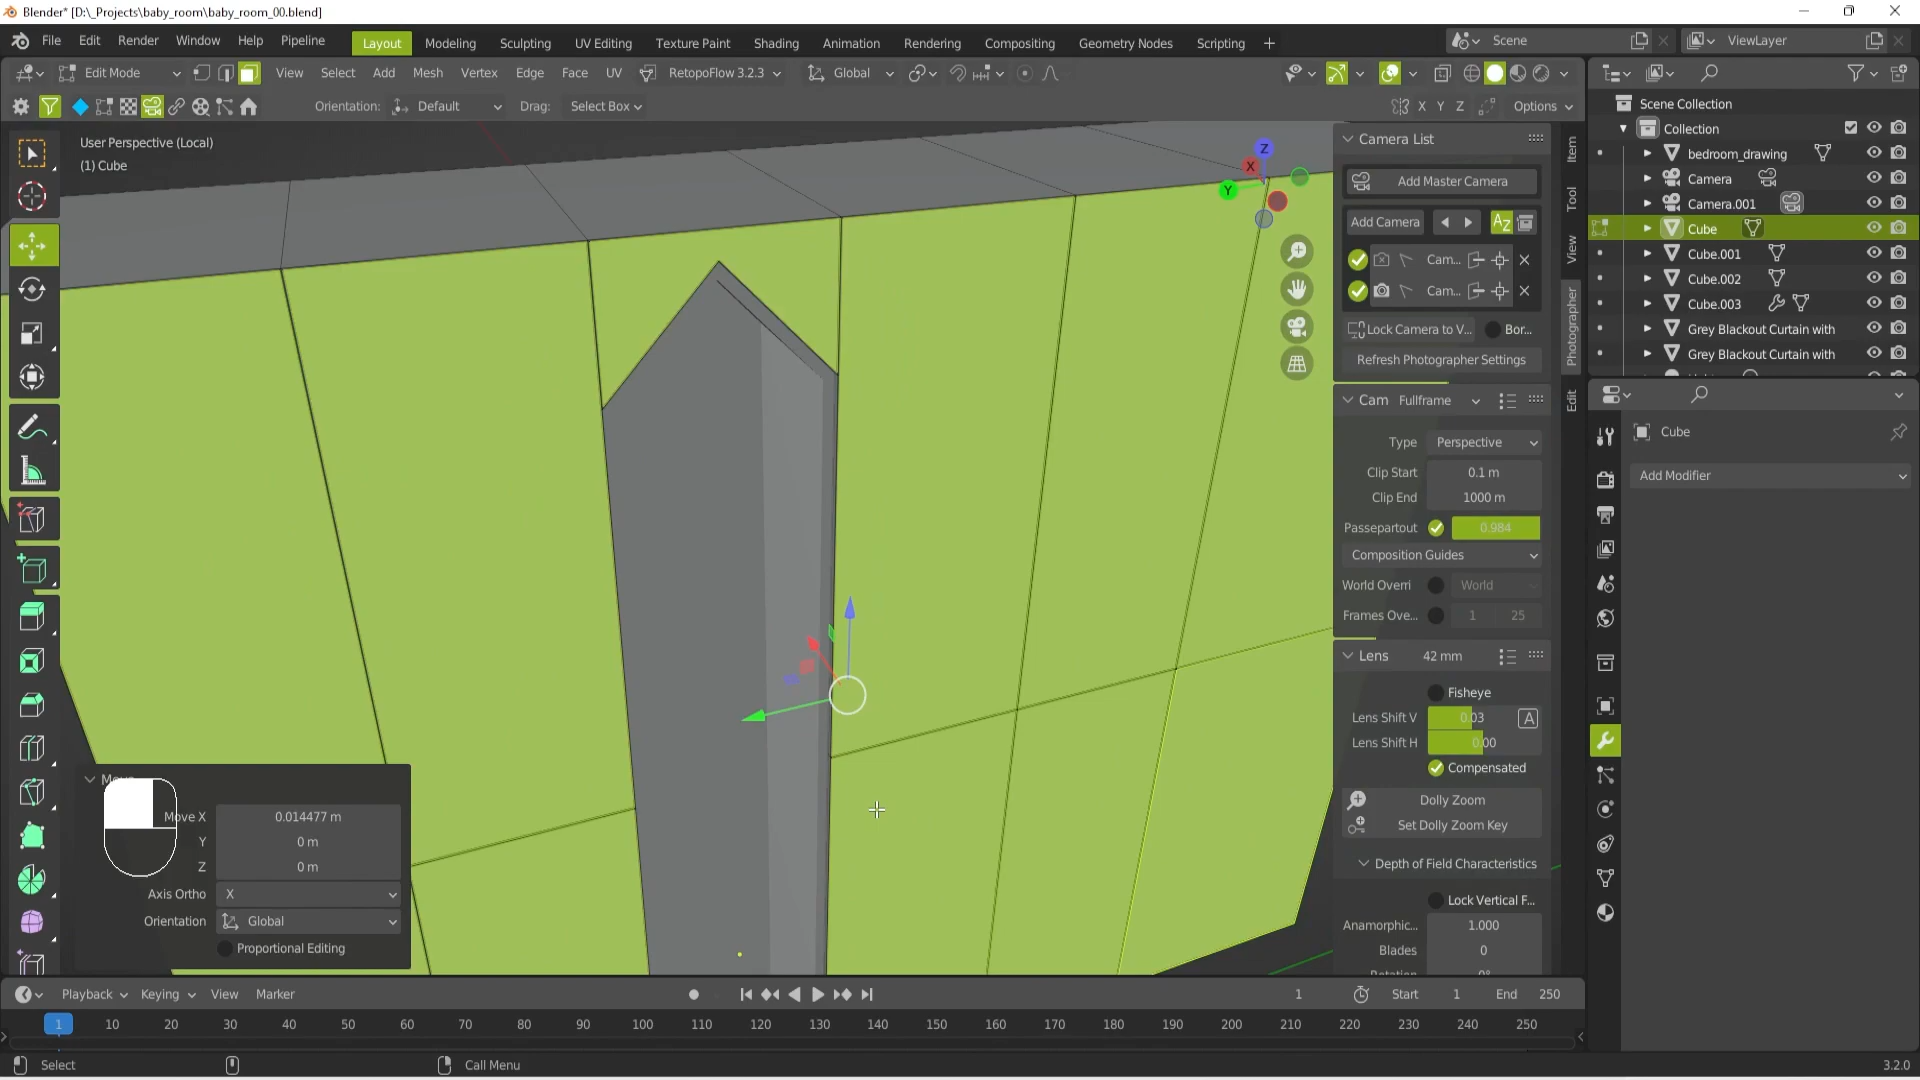 Blender* [D:\_Projects\baby_room\baby_room_00.blend]
File Edit Render Window Help Pipeline Layout Modeling Sculpting UV Editing Texture Paint Shading Animation Rendering Compositing Geometry Nodes Scripting + Scene ViewLayer
Edit Mode View Select Add Mesh Vertex Edge Face UV RetopoFlow 3.2.3 Global
Orientation: Default Drag: Select Box X Y Z Options
User Perspective (Local)
(1) Cube
Z
X
Y
Camera List
Add Master Camera
Add Camera AZ
Cam...
Cam...
Lock Camera to V... Bor...
Refresh Photographer Settings
Cam Fullframe
Type Perspective
Clip Start 0.1 m
Clip End 1000 m
Passepartout 0.984
Composition Guides
World Overri World
Frames Ove... 1 25
Lens 42 mm
Fisheye
Lens Shift V 0.03 A
Lens Shift H 0.00
Compensated
Dolly Zoom
Set Dolly Zoom Key
Depth of Field Characteristics
Lock Vertical F...
Anamorphic... 1.000
Blades 0
Item
Tool
View
Photographer
Edit
Scene Collection
Collection
bedroom_drawing
Camera
Camera.001
Cube
Cube.001
Cube.002
Cube.003
Grey Blackout Curtain with
Grey Blackout Curtain with
Cube
Add Modifier
Move X 0.014477 m
Y 0 m
Z 0 m
Axis Ortho X
Orientation Global
Proportional Editing
Playback Keying View Marker 1 Start 1 End 250
1 10 20 30 40 50 60 70 80 90 100 110 120 130 140 150 160 170 180 190 200 210 220 230 240 250
Select Call Menu 3.2.0